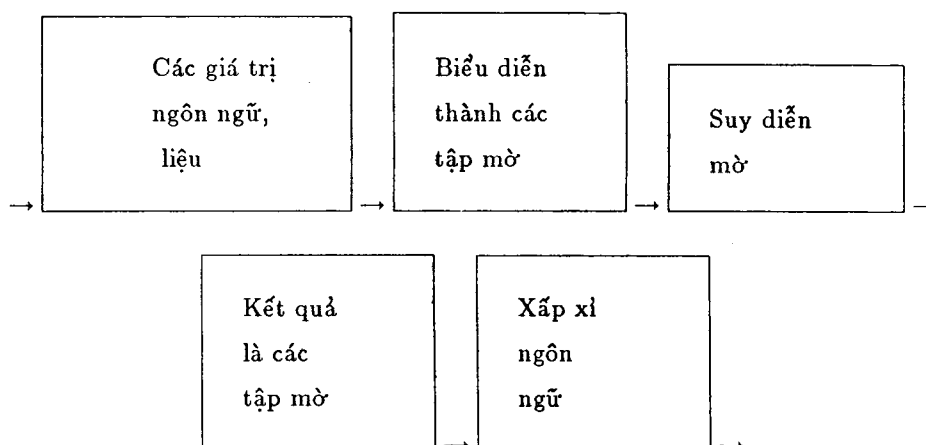 Các giá trị
ngôn ngữ,
liệu
Biểu diễn
thành các
tập mờ
Suy diễn
mờ
Kết quả
là các
tập mờ
Xấp xỉ
ngôn
ngữ